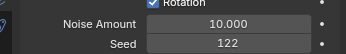 Rotation
Noise Amount 10.000
Seed 122